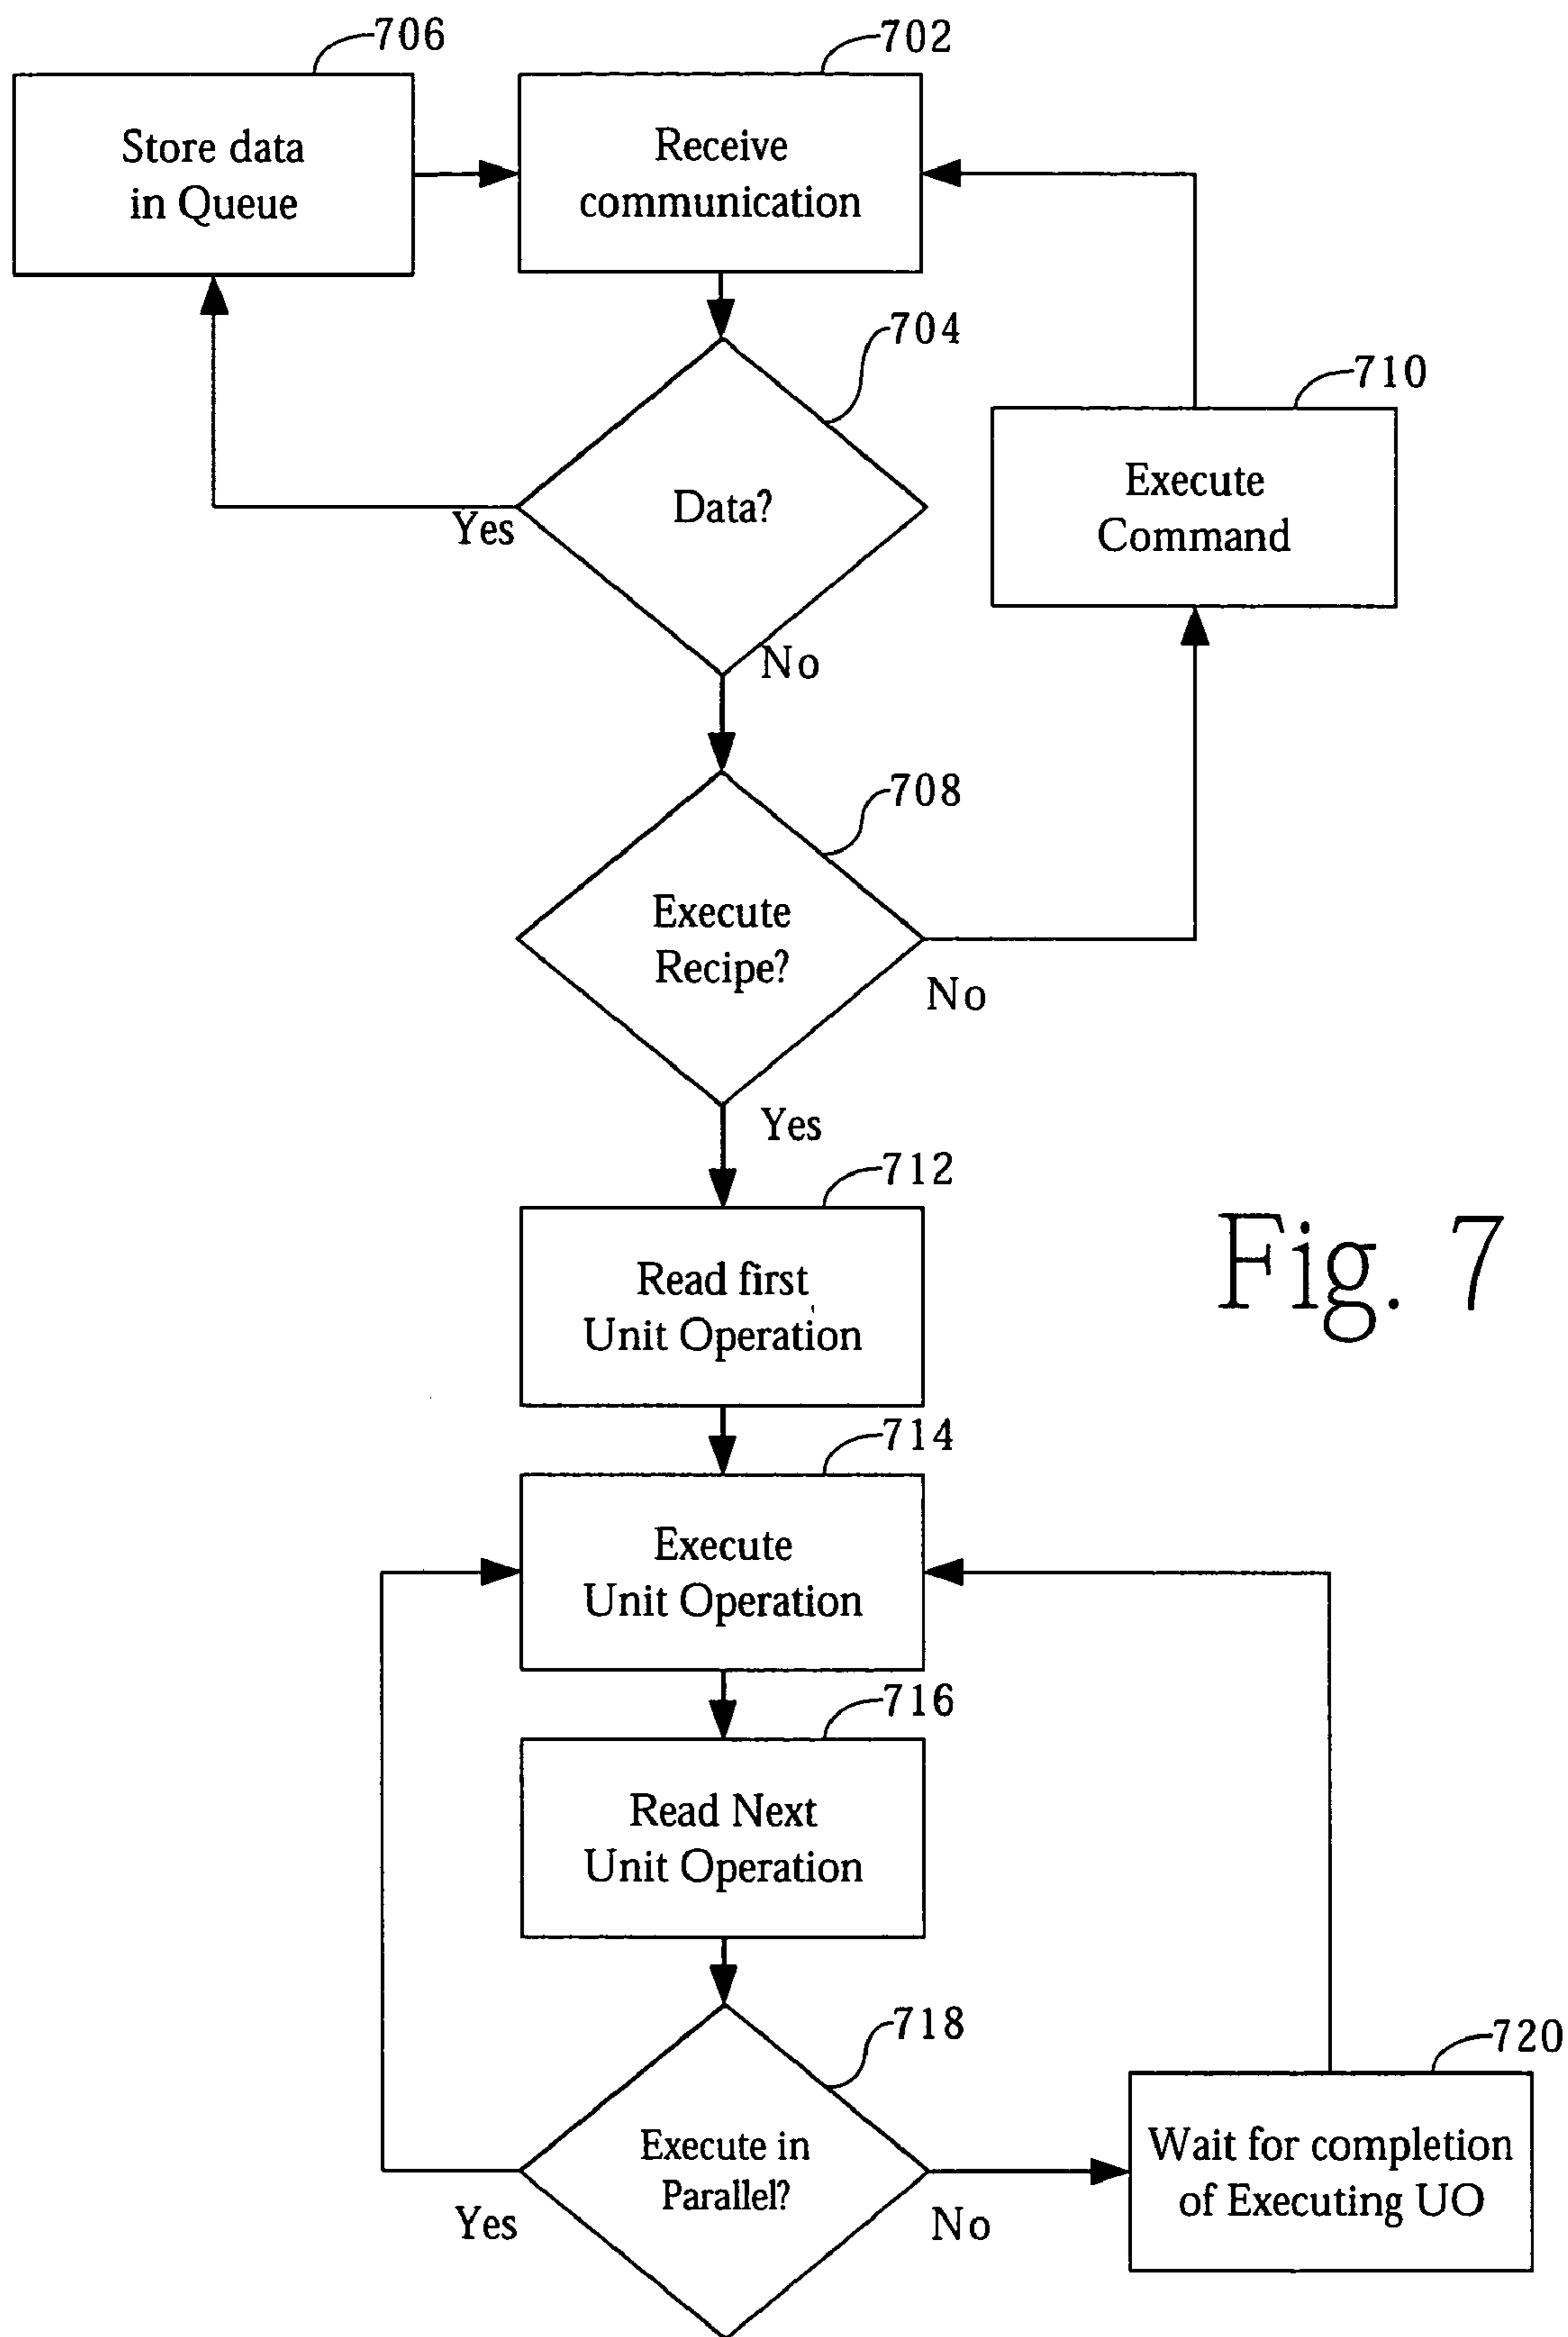 706
702
Store data
in Queue
Receive
communication
704
710
Data?
Execute
Command
Yes
No
708
Execute
Recipe?
No
Yes
712
Read first
Unit Operation
Fig. 7
714
Execute
Unit Operation
716
Read Next
Unit Operation
718
720
Execute in
Parallel?
Wait for completion
of Executing UO
Yes
No